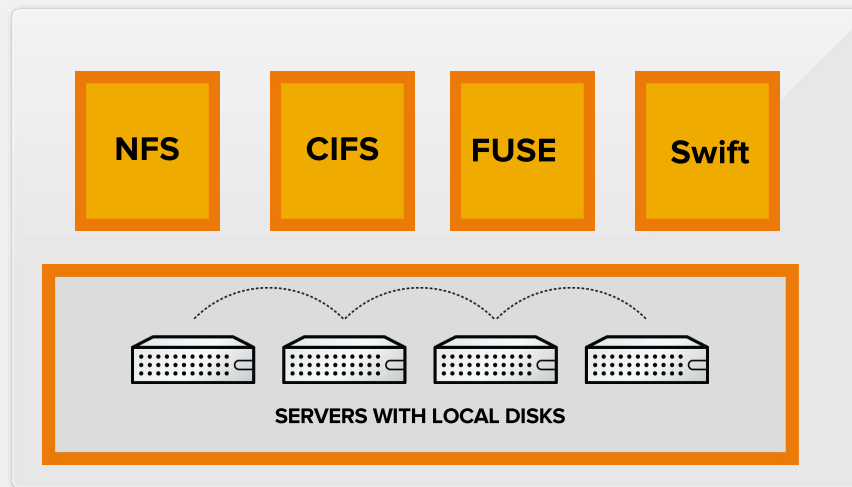 NFS
CIFS
FUSE
Swift
SERVERS WITH LOCAL DISKS